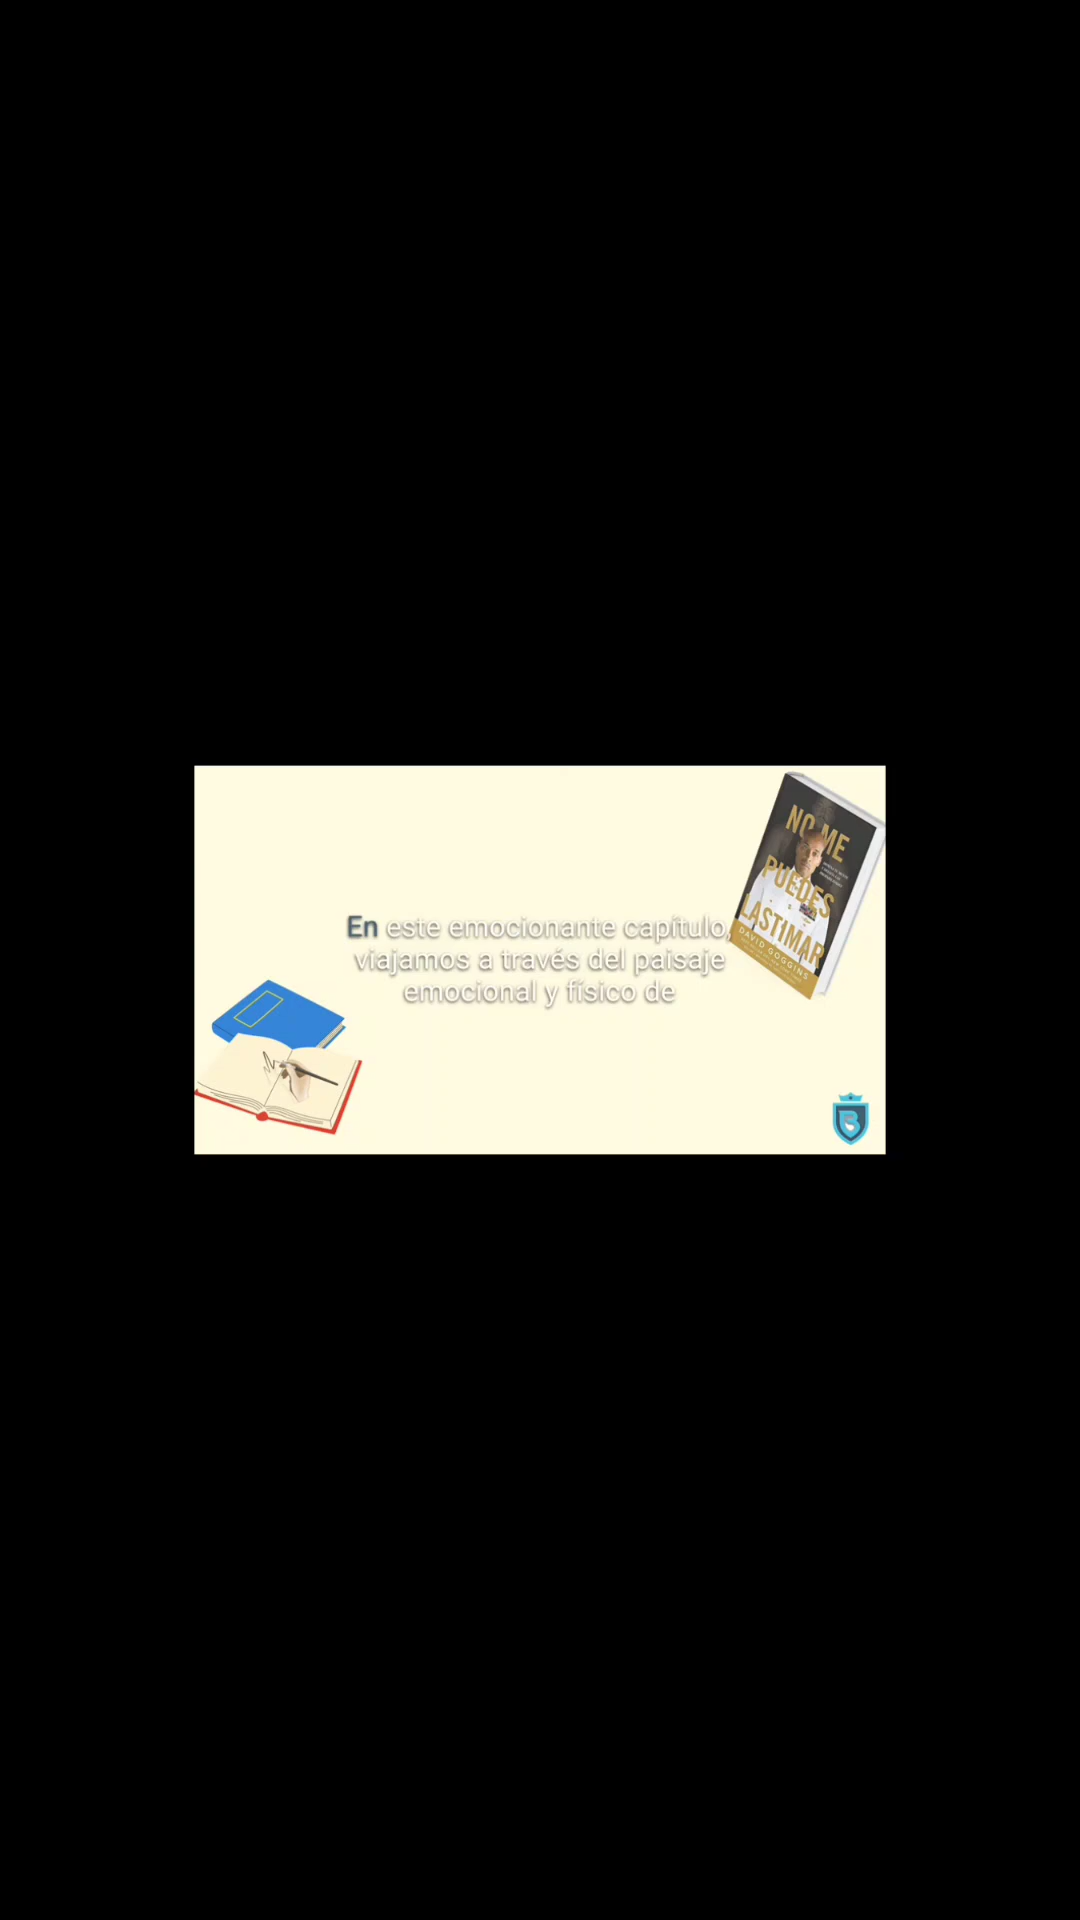 NO ME
PUEDES
LASTIMAR
DAVID GOGGINS
En este emocionante capítulo,
viajamos a través del paisaje
emocional y físico de